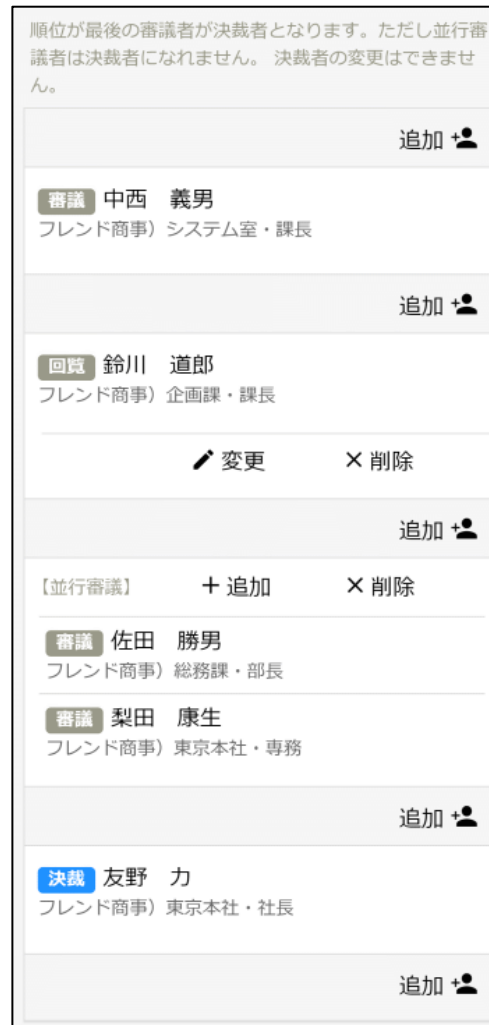 順位が最後の審議者が決裁者となります。ただし並行審
議者は決裁者になれません。 決裁者の変更はできませ
ん。
追加
審議 中西 義男
フレンド商事）システム室・課長
追加
回覧 鈴川 道郎
フレンド商事）企画課・課長
変更 × 削除
追加
【並行審議】 + 追加 × 削除
審議 佐田 勝男
フレンド商事）総務課・部長
審議 梨田 康生
フレンド商事）東京本社・専務
追加
決裁 友野 力
フレンド商事）東京本社・社長
追加